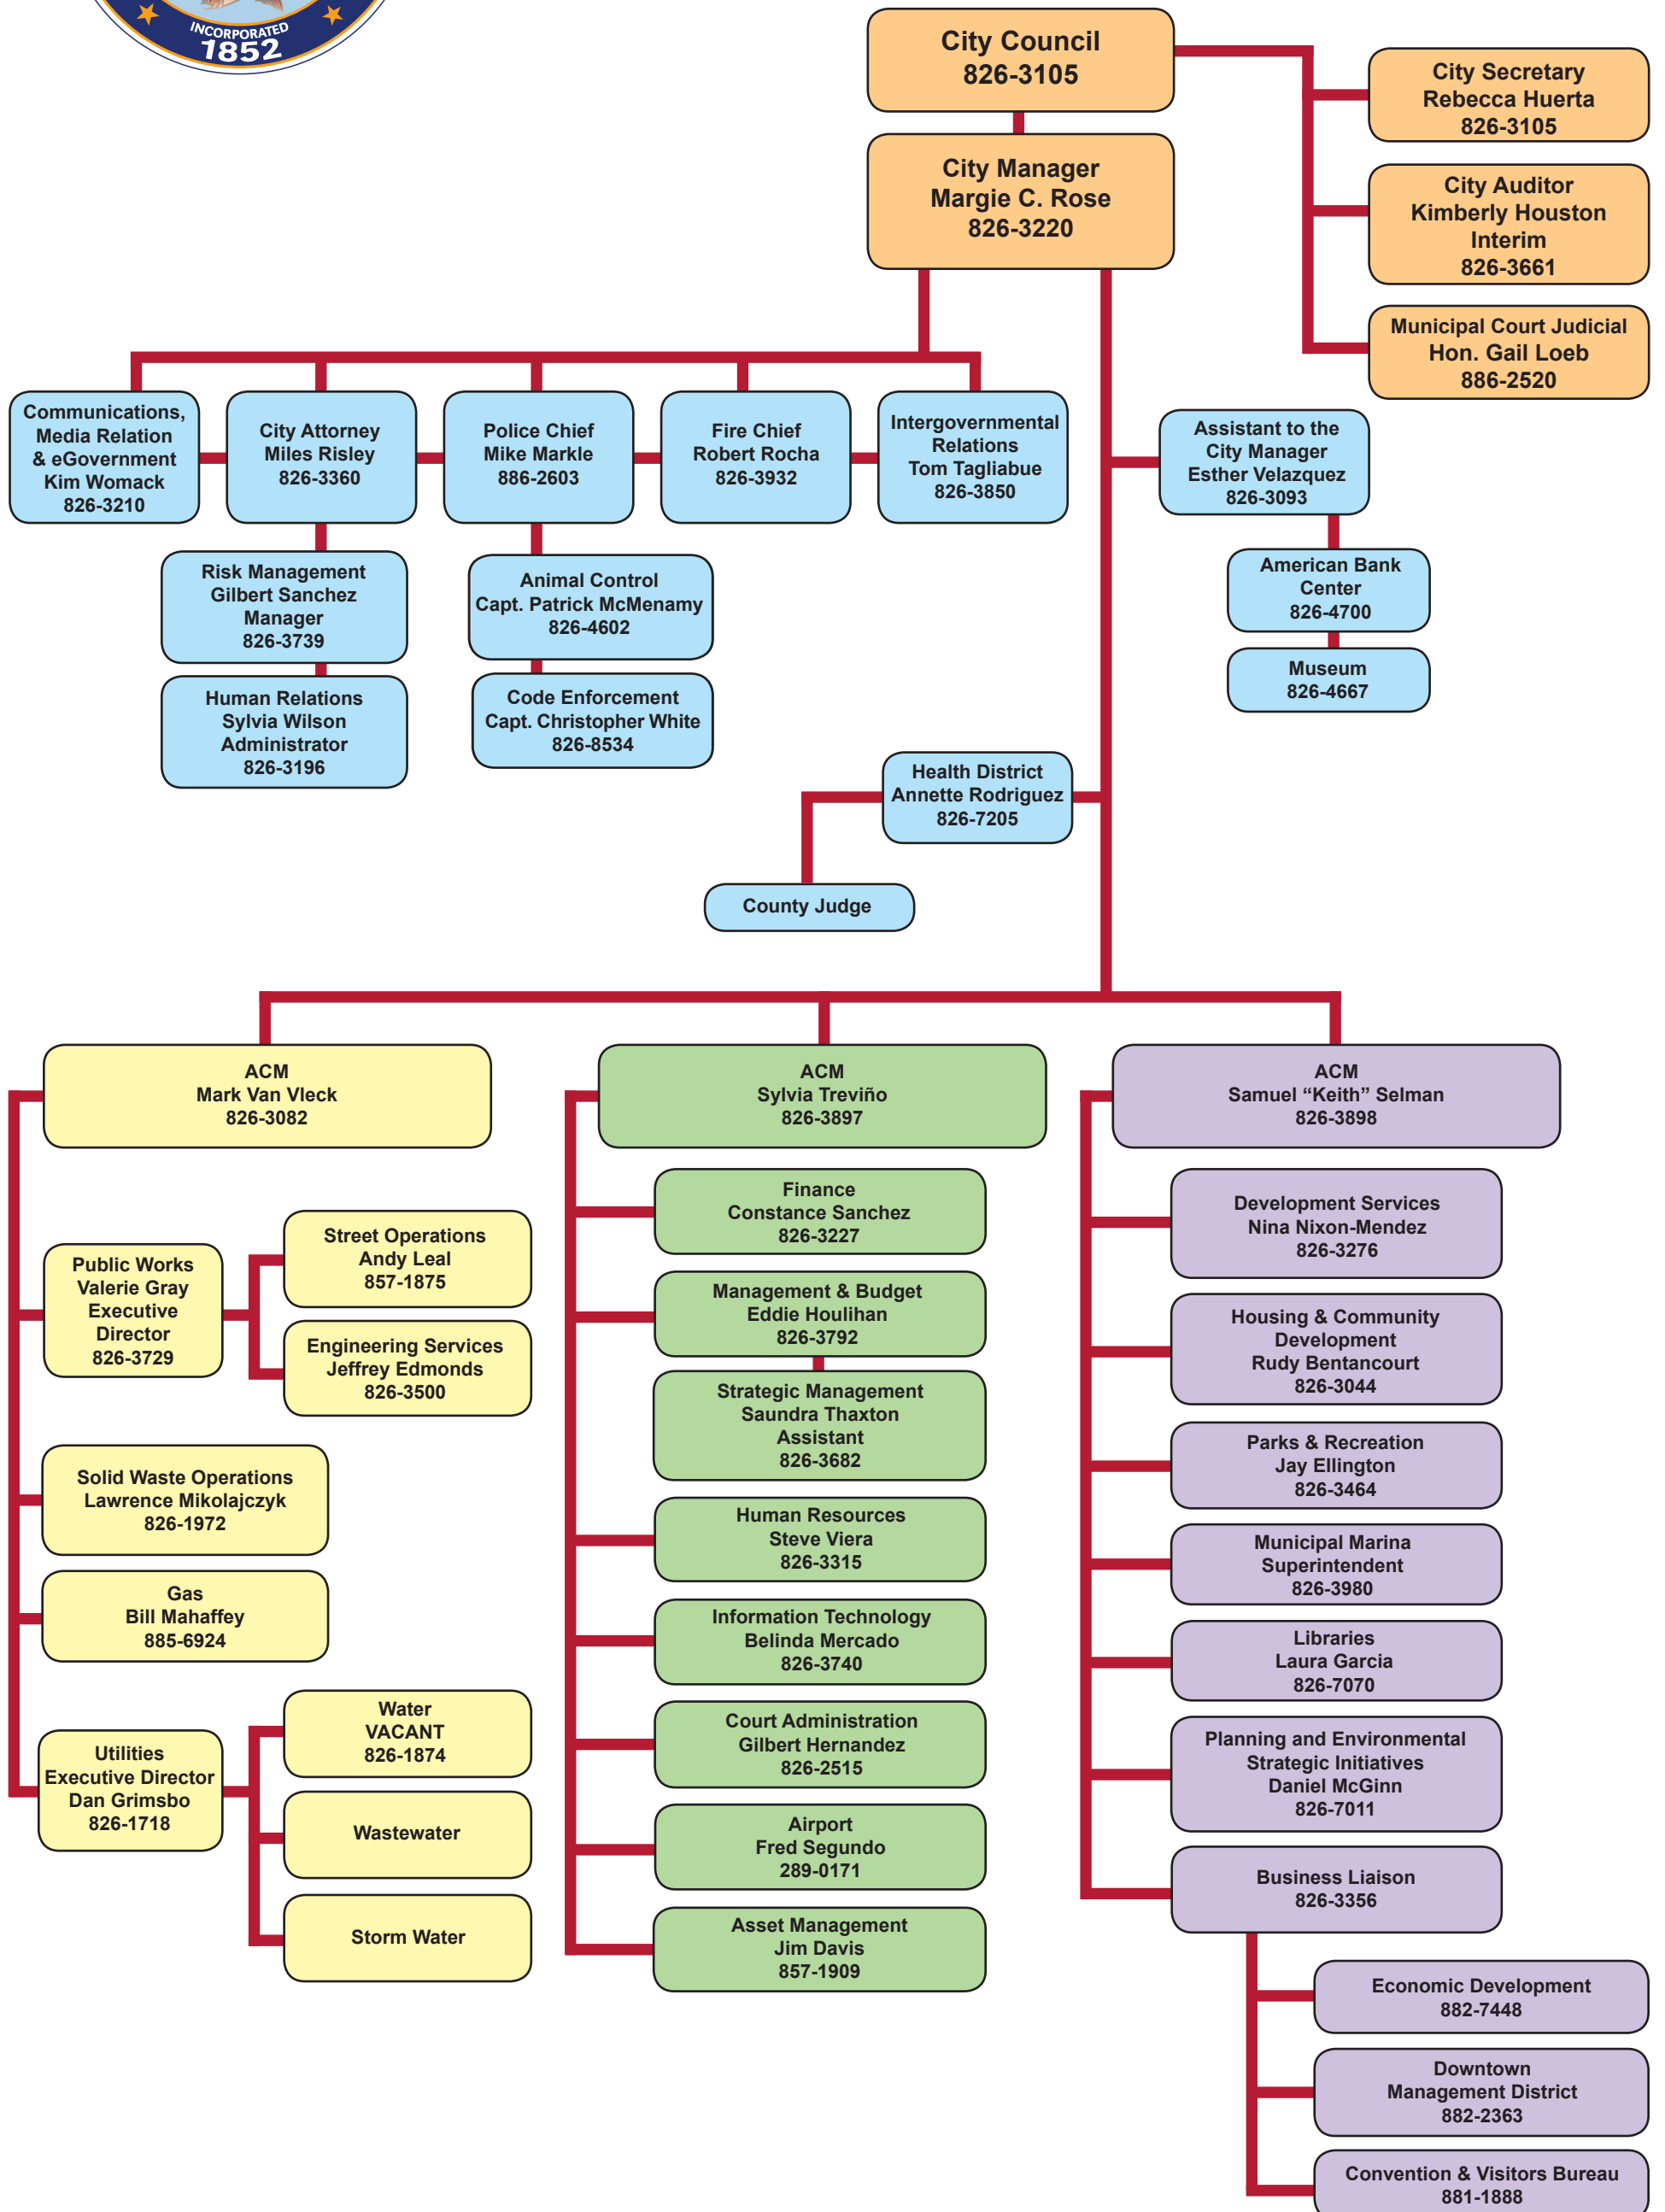 INCORPORATED
1852
City Council
826-3105
City Secretary
Rebecca Huerta
826-3105
City Manager
Margie C. Rose
826-3220
City Auditor
Kimberly Houston
Interim
826-3661
Municipal Court Judicial
Hon. Gail Loeb
886-2520
Communications,
Media Relation
& eGovernment
Kim Womack
826-3210
City Attorney
Miles Risley
826-3360
Police Chief
Mike Markle
886-2603
Fire Chief
Robert Rocha
826-3932
Intergovernmental
Relations
Tom Tagliabue
826-3850
Assistant to the
City Manager
Esther Velazquez
826-3093
Risk Management
Gilbert Sanchez
Manager
826-3739
Animal Control
Capt. Patrick McMenamy
826-4602
American Bank
Center
826-4700
Human Relations
Sylvia Wilson
Administrator
826-3196
Code Enforcement
Capt. Christopher White
826-8534
Museum
826-4667
Health District
Annette Rodriguez
826-7205
County Judge
ACM
Mark Van Vleck
826-3082
Public Works
Valerie Gray
Executive
Director
826-3729
Street Operations
Andy Leal
857-1875
Engineering Services
Jeffrey Edmonds
826-3500
Solid Waste Operations
Lawrence Mikolajczyk
826-1972
Gas
Bill Mahaffey
885-6924
Utilities
Executive Director
Dan Grimsbo
826-1718
Water
VACANT
826-1874
Wastewater
Storm Water
ACM
Sylvia Treviño
826-3897
Finance
Constance Sanchez
826-3227
Management & Budget
Eddie Houlihan
826-3792
Strategic Management
Saundra Thaxton
Assistant
826-3682
Human Resources
Steve Viera
826-3315
Information Technology
Belinda Mercado
826-3740
Court Administration
Gilbert Hernandez
826-2515
Airport
Fred Segundo
289-0171
Asset Management
Jim Davis
857-1909
ACM
Samuel “Keith” Selman
826-3898
Development Services
Nina Nixon-Mendez
826-3276
Housing & Community
Development
Rudy Bentancourt
826-3044
Parks & Recreation
Jay Ellington
826-3464
Municipal Marina
Superintendent
826-3980
Libraries
Laura Garcia
826-7070
Planning and Environmental
Strategic Initiatives
Daniel McGinn
826-7011
Business Liaison
826-3356
Economic Development
882-7448
Downtown
Management District
882-2363
Convention & Visitors Bureau
881-1888